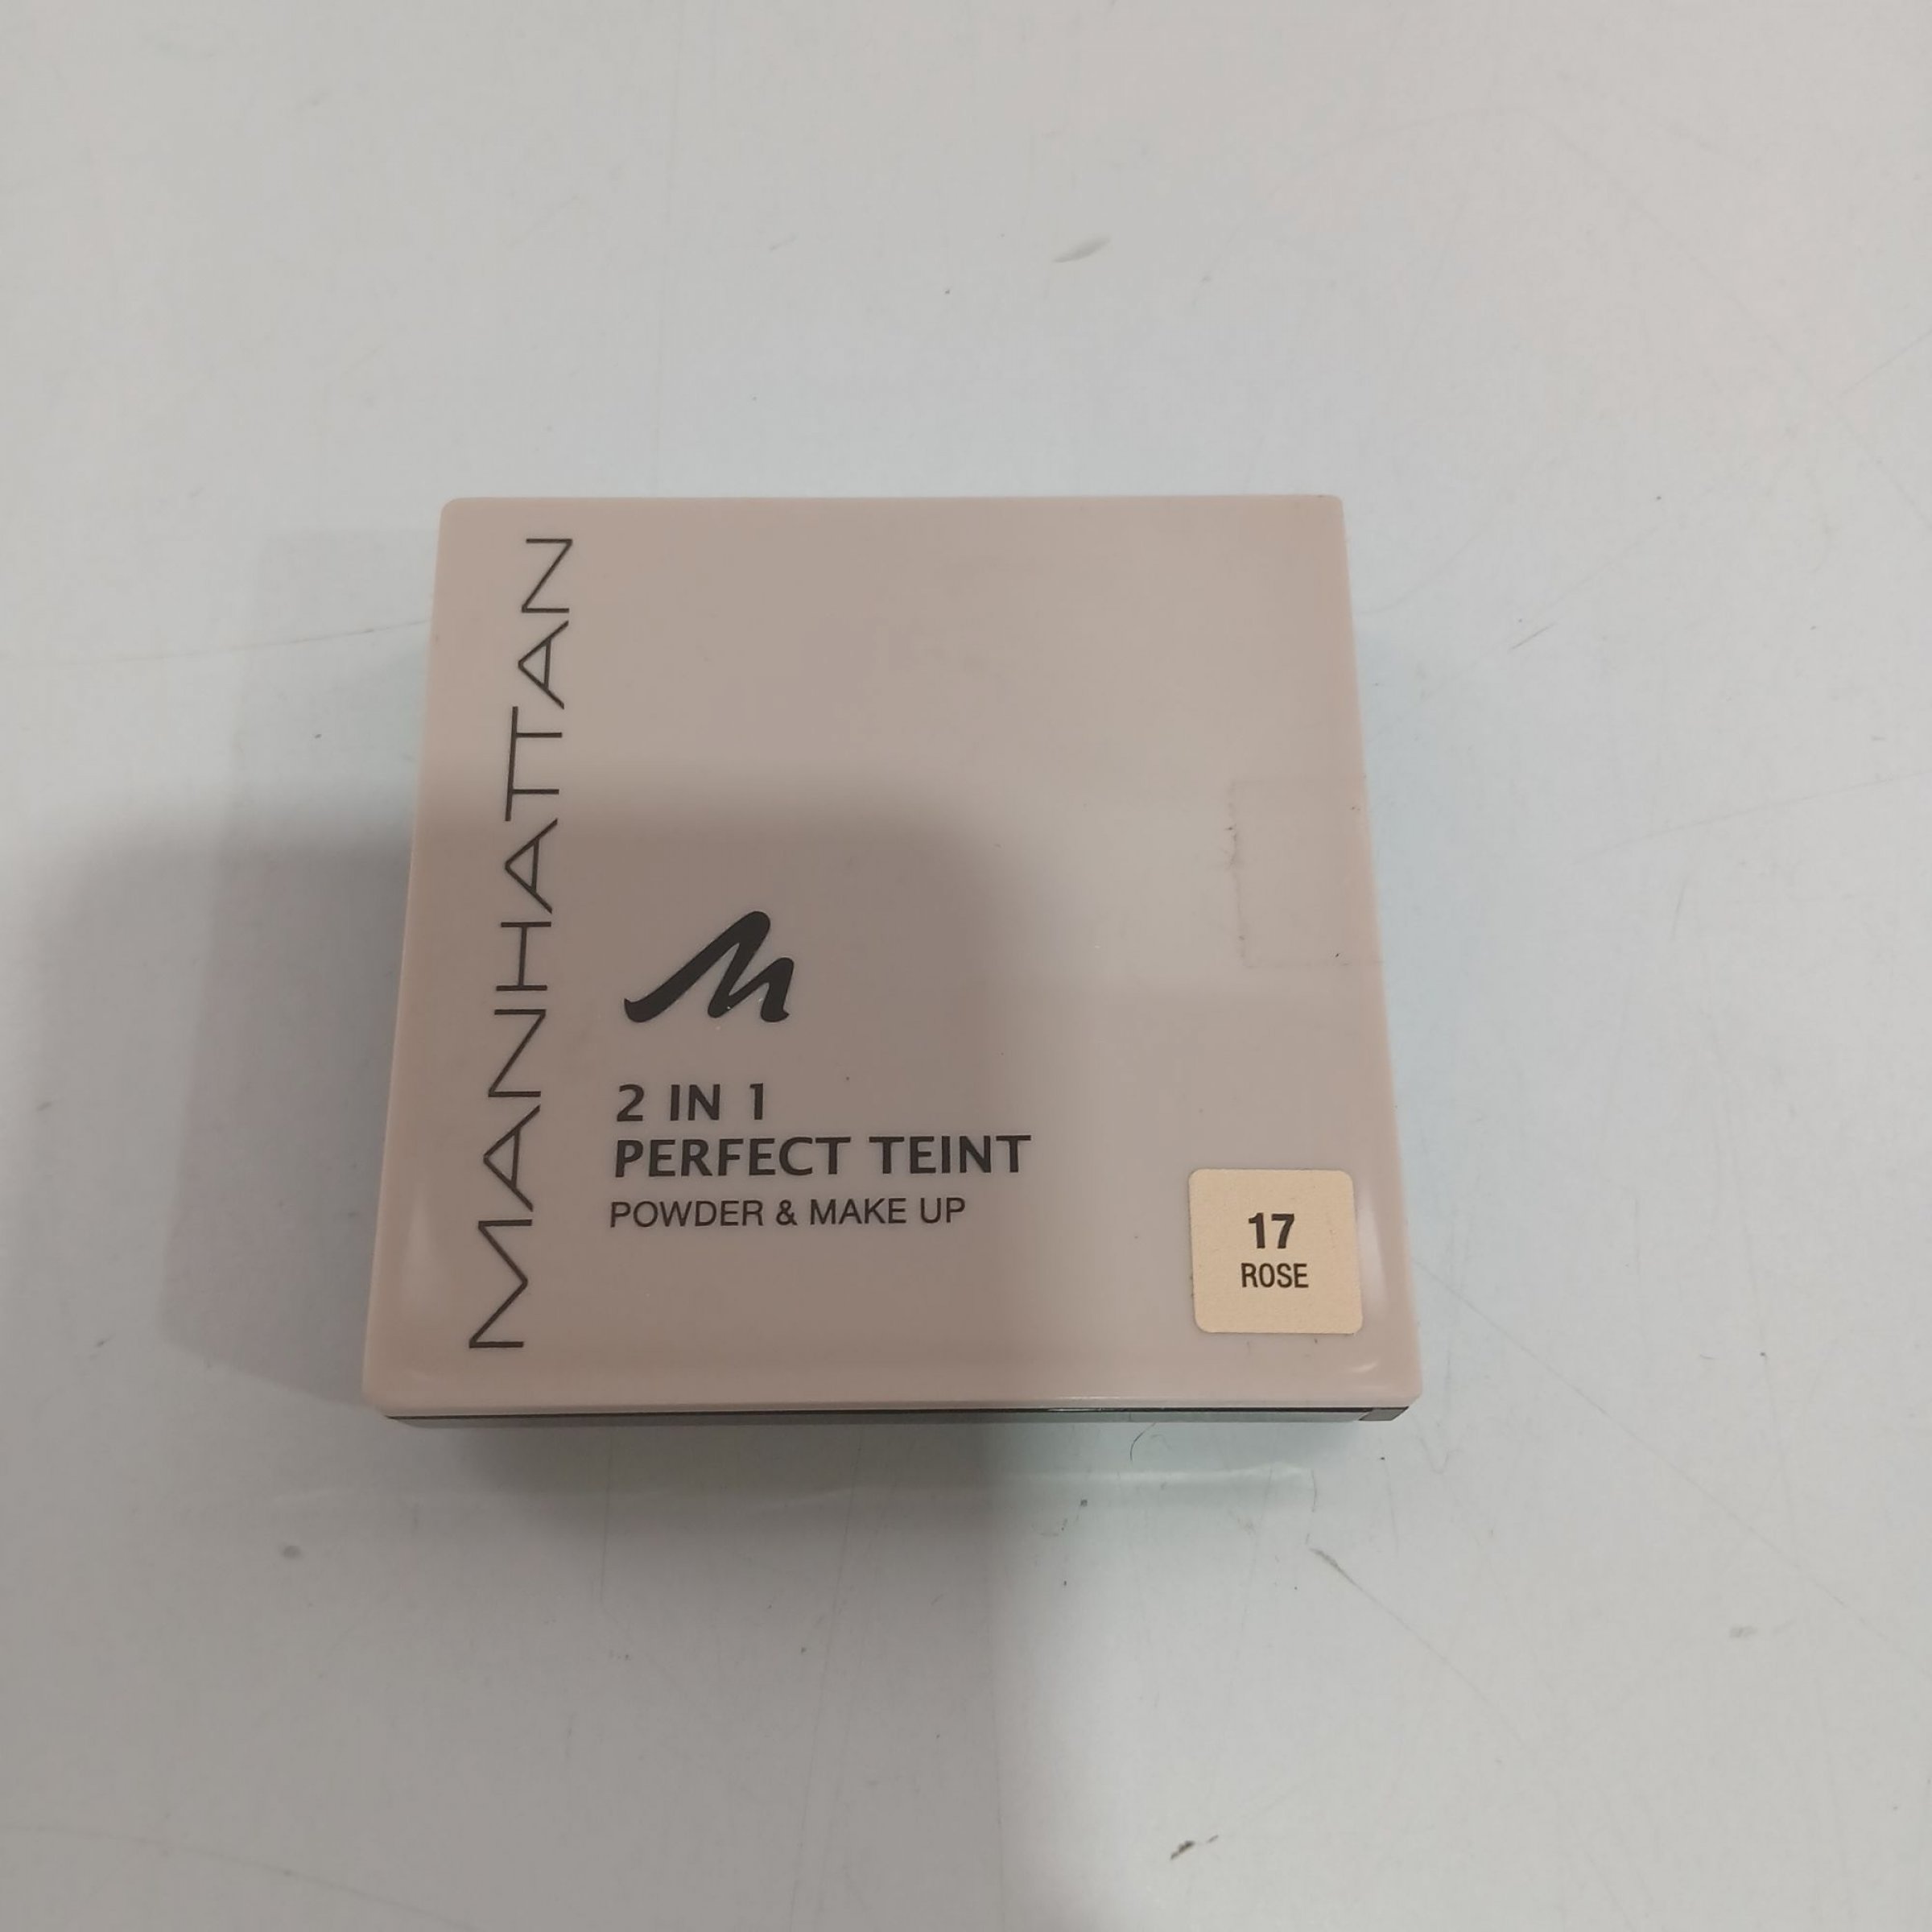 MANHATTAN
M
2 IN 1
PERFECT TEINT
POWDER & MAKE UP
17
ROSE